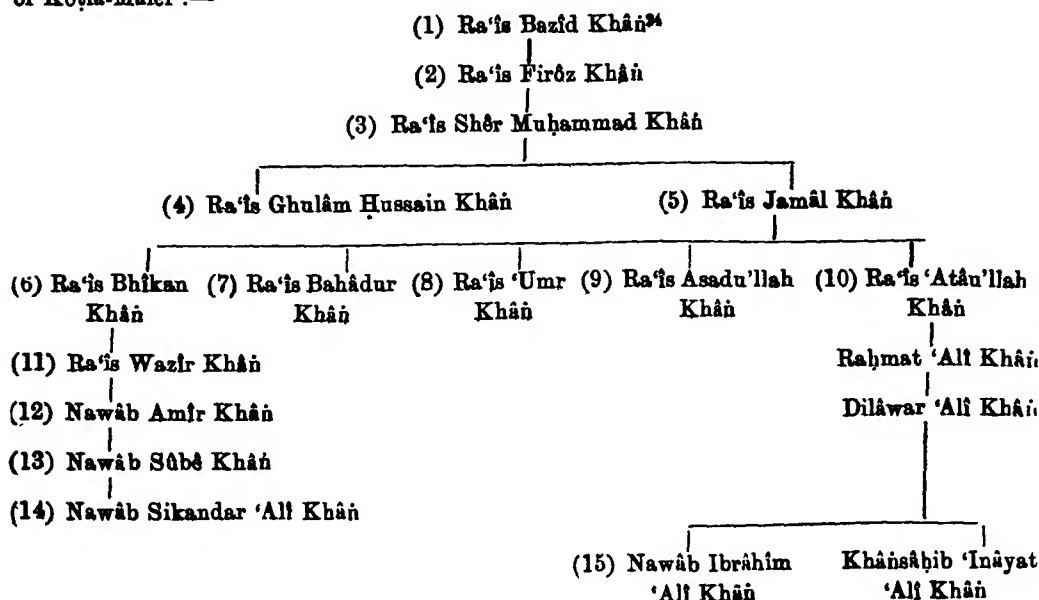 of Kotla-Maler :—
(1) Ra‘îs Bazîd Khâṅ²⁴
(2) Ra‘îs Firôz Khâṅ
(3) Ra‘îs Shêr Muḥammad Khâṅ
(4) Ra‘îs Ghulâm Ḥussain Khâṅ (5) Ra‘îs Jamâl Khâṅ
(6) Ra‘îs Bhîkan (7) Ra‘îs Bahâdur (8) Ra‘îs ‘Umr (9) Ra‘îs Asadu’llah (10) Ra‘îs ‘Atâu’llah
Khâṅ Khâṅ Khâṅ Khâṅ Khâṅ
(11) Ra‘îs Wazîr Khâṅ Raḥmat ‘Alî Khâṅ
(12) Nawâb Amîr Khâṅ Dilâwar ‘Alî Khâṅ
(13) Nawâb Sûbê Khâṅ
(14) Nawâb Sikandar ‘Alî Khâṅ
(15) Nawâb Ibrâhîm Khâṅsâḥib ‘Inâyat
‘Alî Khâṅ ‘Alî Khâṅ